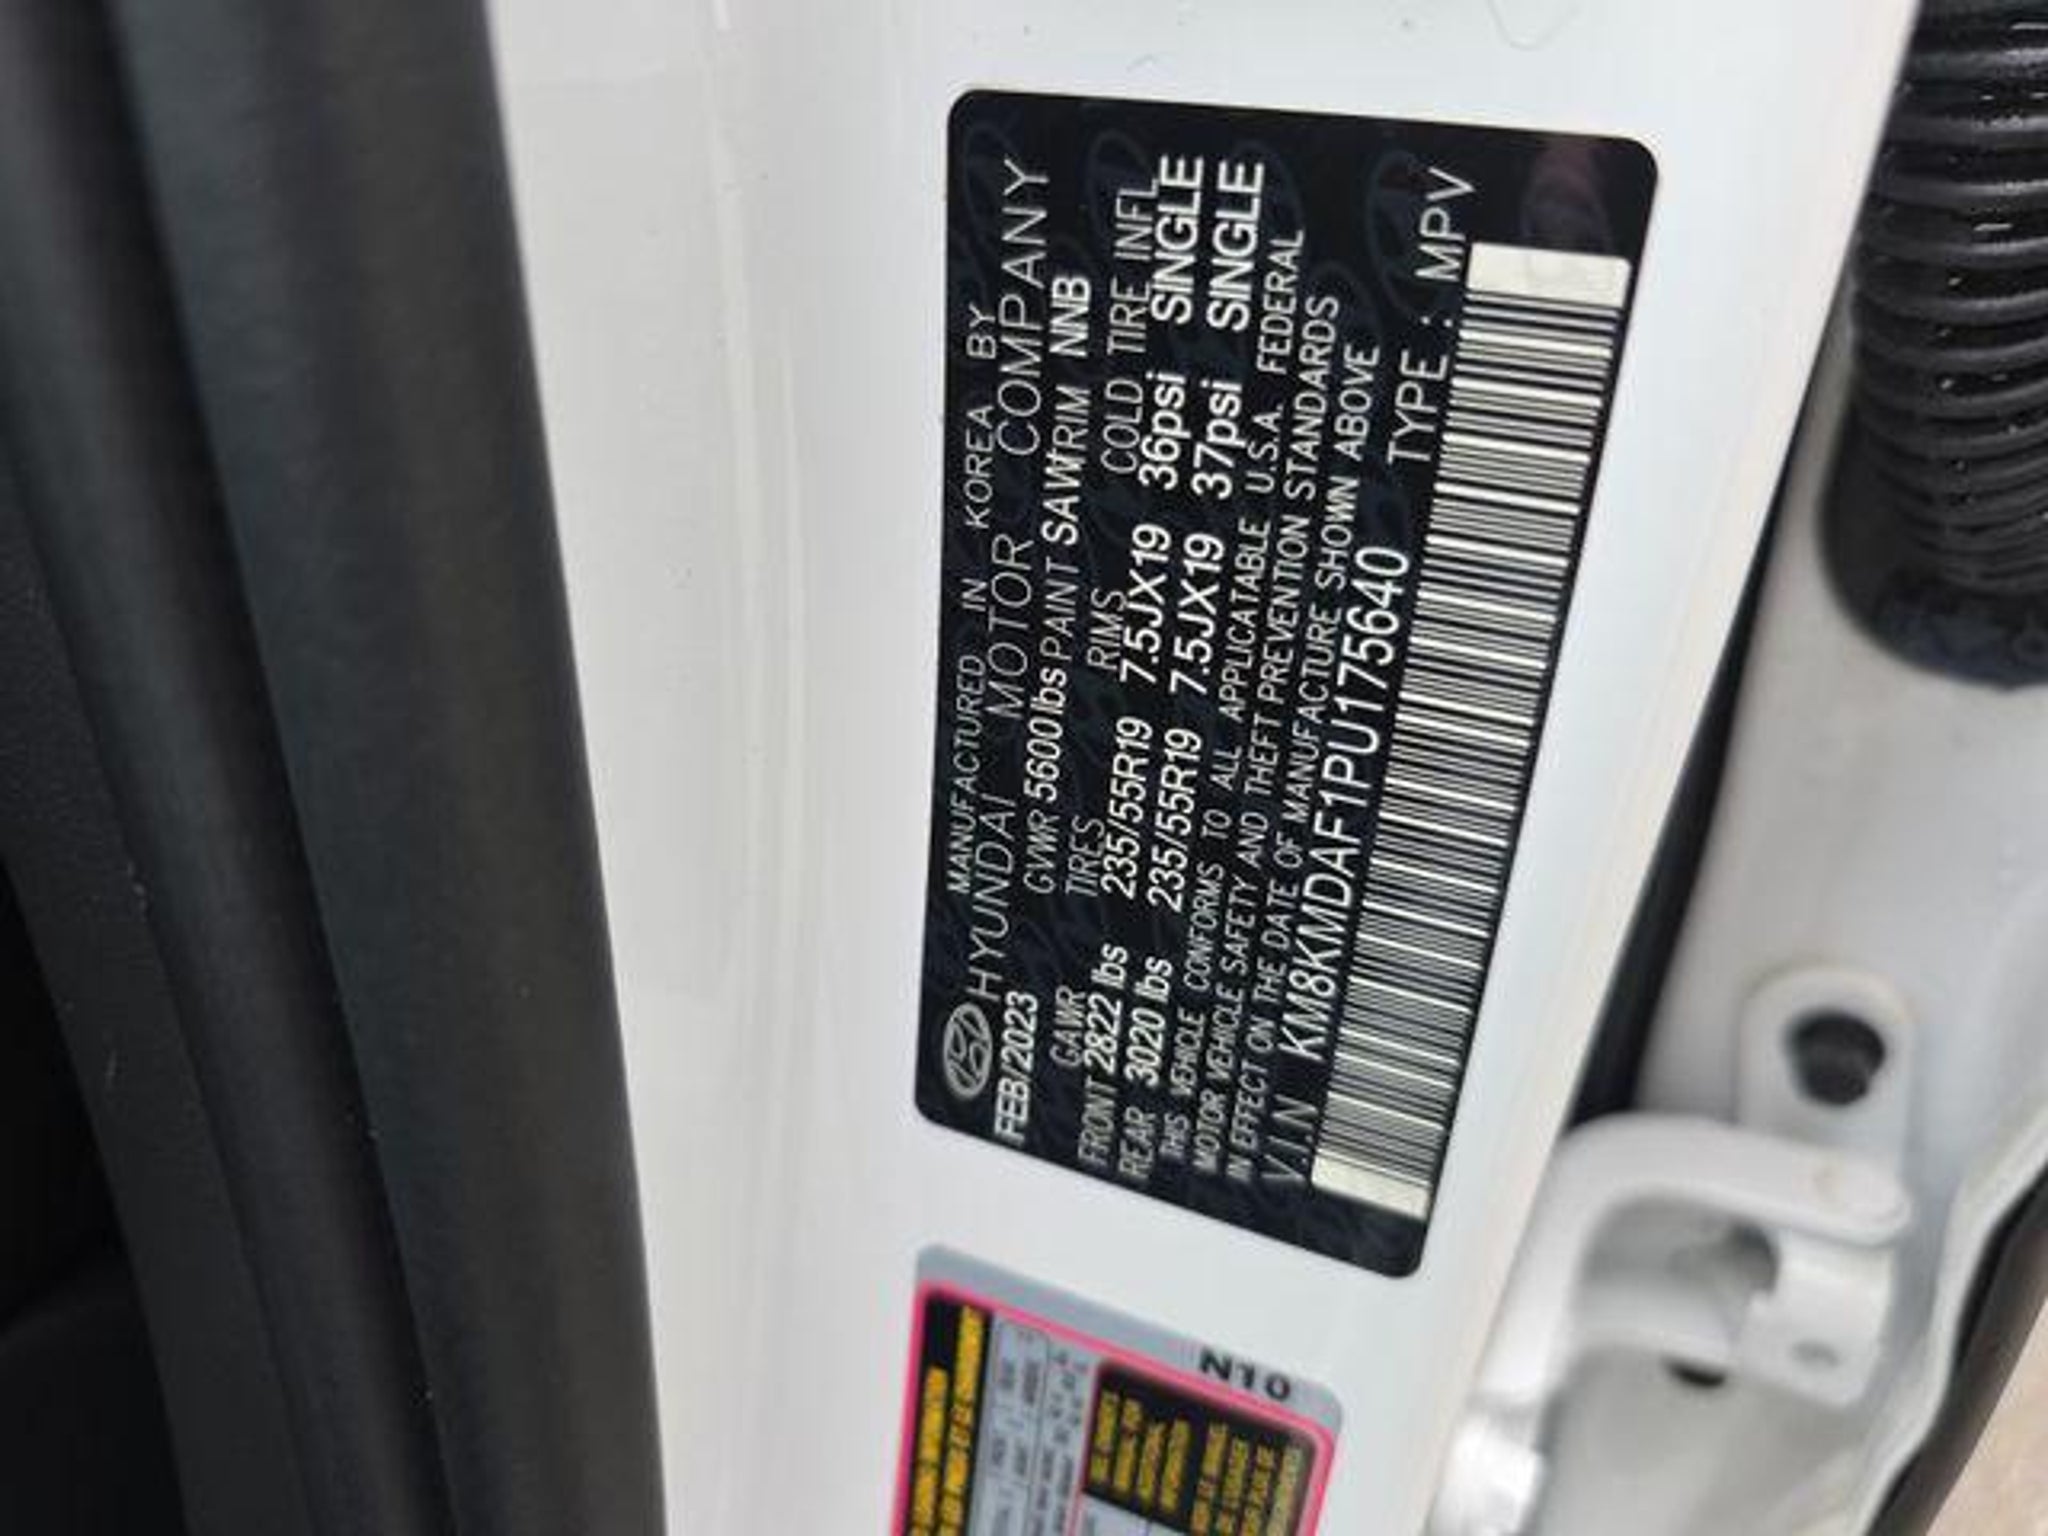 MANUFACTURED IN KOREA BY
HYUNDAI MOTOR COMPANY
FEB/2023 GVWR 5600lbs PAINT SAW TRIM NNB
GAWR TIRES RIMS COLD TIRE INFL
FRONT 2822 lbs 235/55R19 7.5JX19 36psi SINGLE
REAR 3020 lbs 235/55R19 7.5JX19 37psi SINGLE
THIS VEHICLE CONFORMS TO ALL APPLICATABLE U.S.A. FEDERAL
MOTOR VEHICLE SAFETY AND THEFT PREVENTION STANDARDS
IN EFFECT ON THE DATE OF MANUFACTURE SHOWN ABOVE
V.I.N KM8KMDAF1PU175640 TYPE : MPV
N10